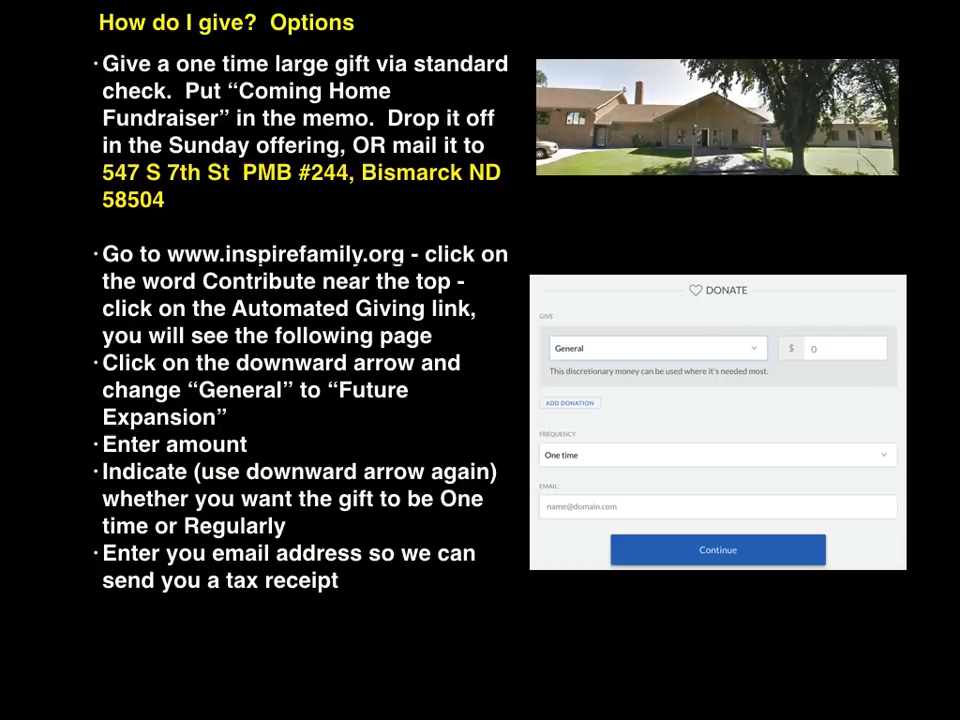 How do I give?  Options
· Give a one time large gift via standard
check.  Put “Coming Home
Fundraiser” in the memo.  Drop it off
in the Sunday offering, OR mail it to
547 S 7th St  PMB #244, Bismarck ND
58504
· Go to www.inspirefamily.org - click on
the word Contribute near the top -
click on the Automated Giving link,
you will see the following page
· Click on the downward arrow and
change “General” to “Future
Expansion”
· Enter amount
· Indicate (use downward arrow again)
whether you want the gift to be One
time or Regularly
· Enter you email address so we can
send you a tax receipt
DONATE
GIVE
General $ 0
This discretionary money can be used where it's needed most.
ADD DONATION
FREQUENCY
One time
EMAIL
name@domain.com
Continue